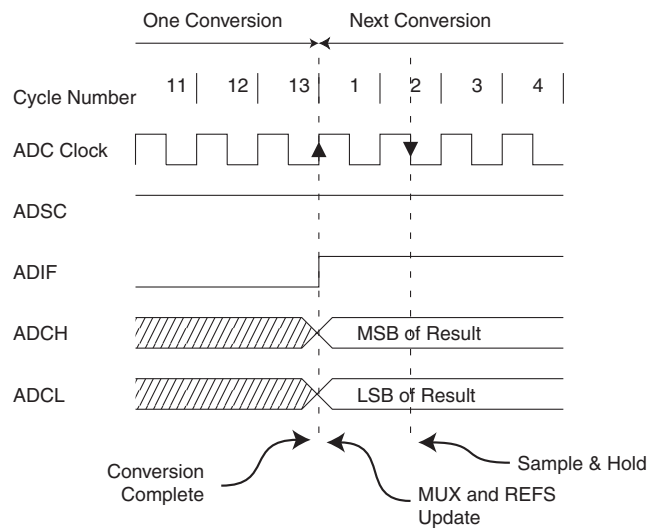 One Conversion Next Conversion
Cycle Number 11 12 13 1 2 3 4
ADC Clock
ADSC
ADIF
ADCH MSB of Result
ADCL LSB of Result
Conversion
Complete
MUX and REFS
Update
Sample & Hold